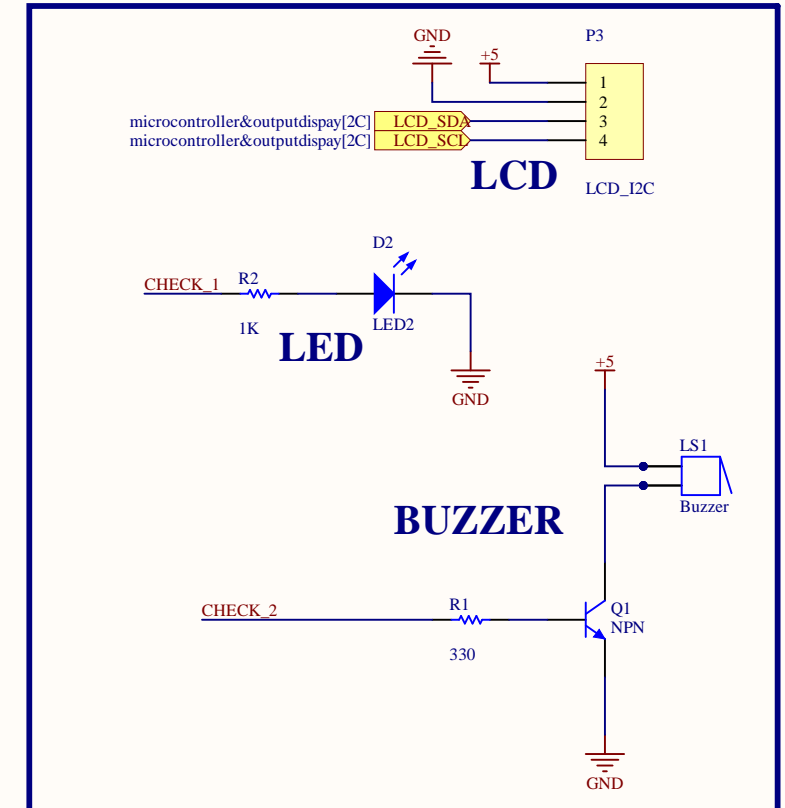 GND
P3
+5
1
2
microcontroller&outputdispay[2C] LCD_SDA 3
microcontroller&outputdispay[2C] LCD_SCL 4
LCD
LCD_I2C
D2
CHECK_1 R2
1K
LED2
LED
GND
+5
LS1
Buzzer
BUZZER
CHECK_2
R1
Q1
NPN
330
GND